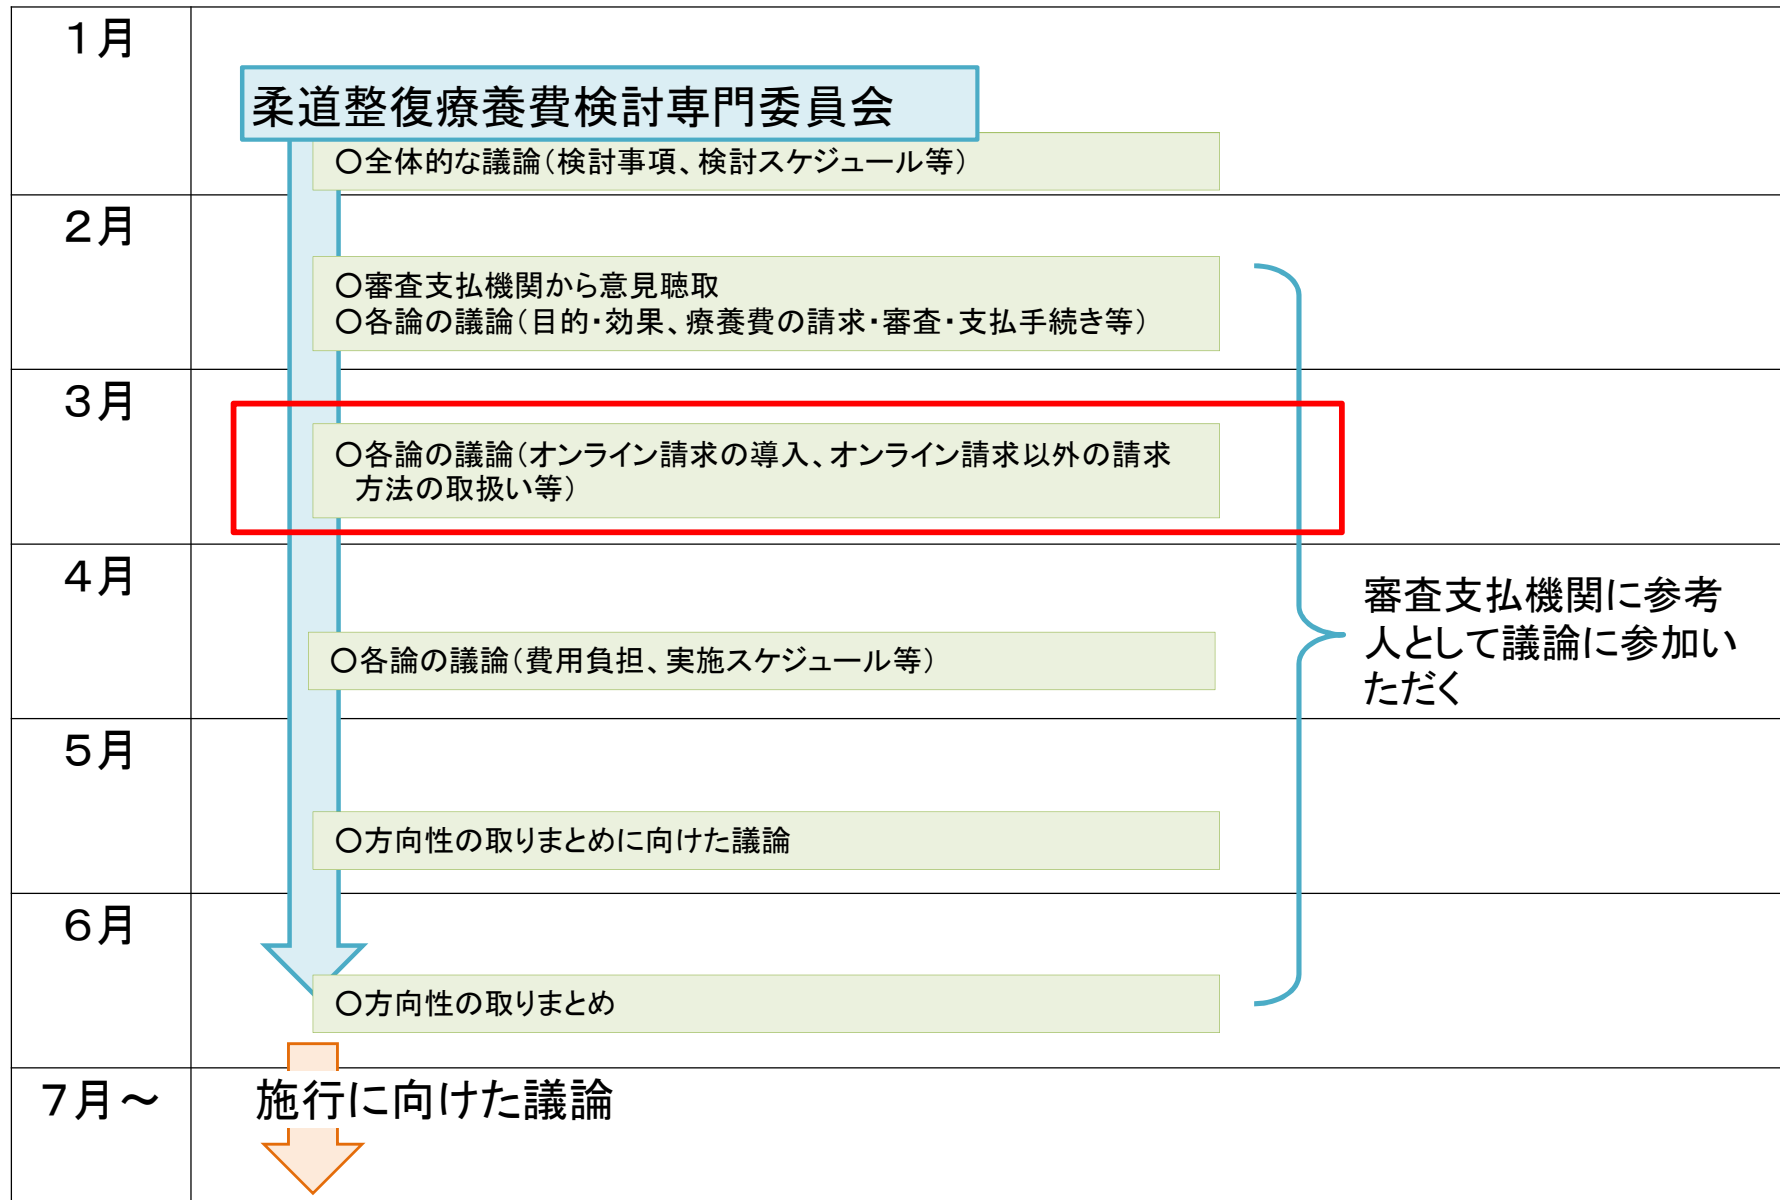 １月
柔道整復療養費検討専門委員会
○全体的な議論（検討事項、検討スケジュール等）
２月
○審査支払機関から意見聴取
○各論の議論（目的・効果、療養費の請求・審査・支払手続き等）
３月
○各論の議論（オンライン請求の導入、オンライン請求以外の請求
方法の取扱い等）
４月
○各論の議論（費用負担、実施スケジュール等）
審査支払機関に参考
人として議論に参加い
ただく
５月
○方向性の取りまとめに向けた議論
６月
○方向性の取りまとめ
７月～
施行に向けた議論